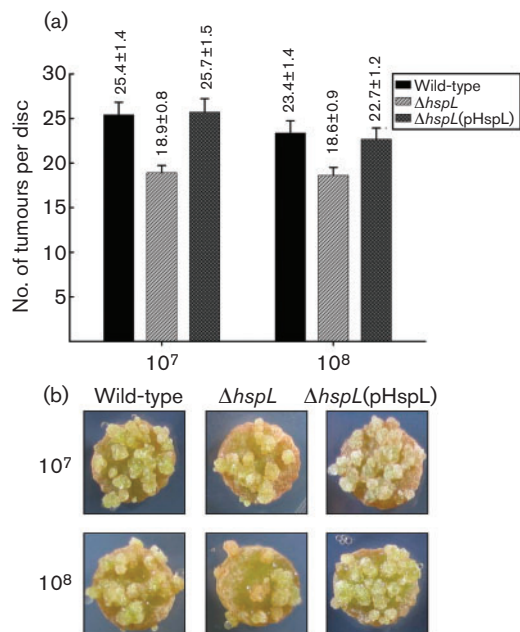 (a)
25.4±1.4
18.9±0.8
25.7±1.5
23.4±1.4
18.6±0.9
22.7±1.2
Wild-type
ΔhspL
ΔhspL(pHspL)
No. of tumours per disc
30
25
20
15
10
5
10⁷
10⁸
(b)
Wild-type ΔhspL ΔhspL(pHspL)
10⁷
10⁸